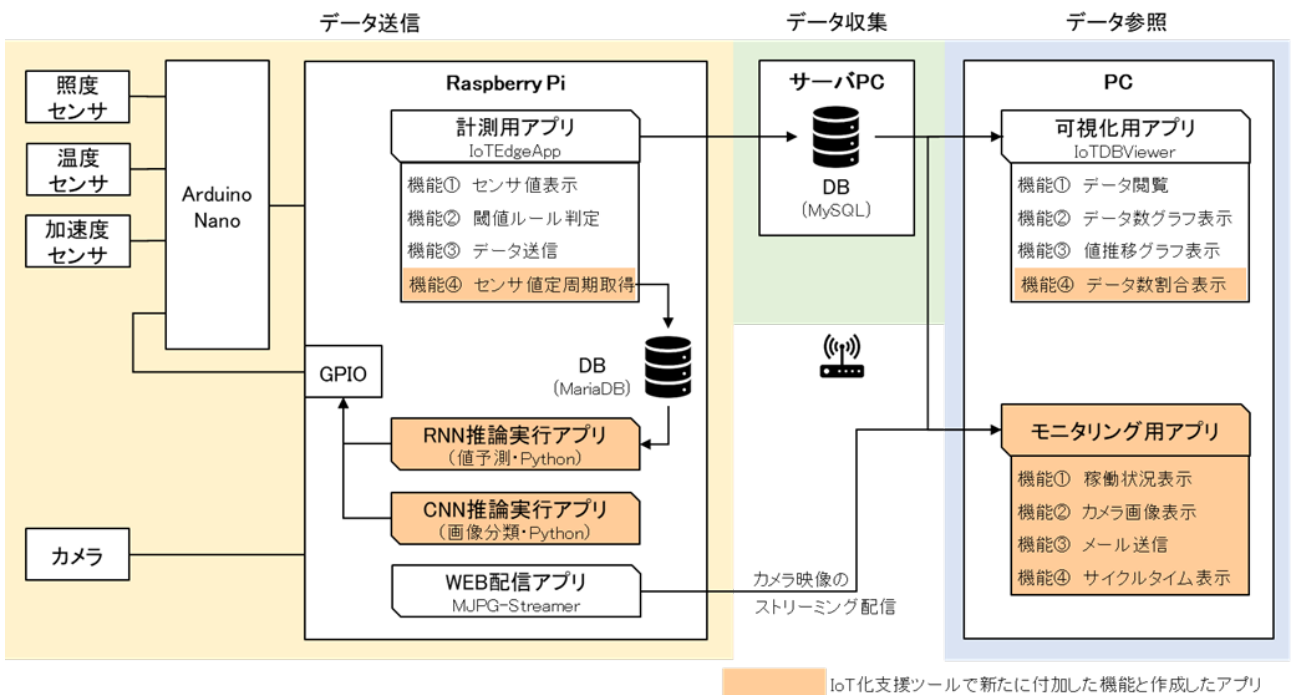 データ送信
データ収集
データ参照
照度
センサ
温度
センサ
加速度
センサ
Arduino
Nano
カメラ
Raspberry Pi
計測用アプリ
IoTEdgeApp
機能① センサ値表示
機能② 閾値ルール判定
機能③ データ送信
機能④ センサ値定周期取得
GPIO
DB
(MariaDB)
RNN推論実行アプリ
(値予測・Python)
CNN推論実行アプリ
(画像分類・Python)
WEB配信アプリ
MJPG-Streamer
サーバPC
DB
(MySQL)
カメラ映像の
ストリーミング配信
PC
可視化用アプリ
IoTDBViewer
機能① データ閲覧
機能② データ数グラフ表示
機能③ 値推移グラフ表示
機能④ データ数割合表示
モニタリング用アプリ
機能① 稼働状況表示
機能② カメラ画像表示
機能③ メール送信
機能④ サイクルタイム表示
IoT化支援ツールで新たに付加した機能と作成したアプリ